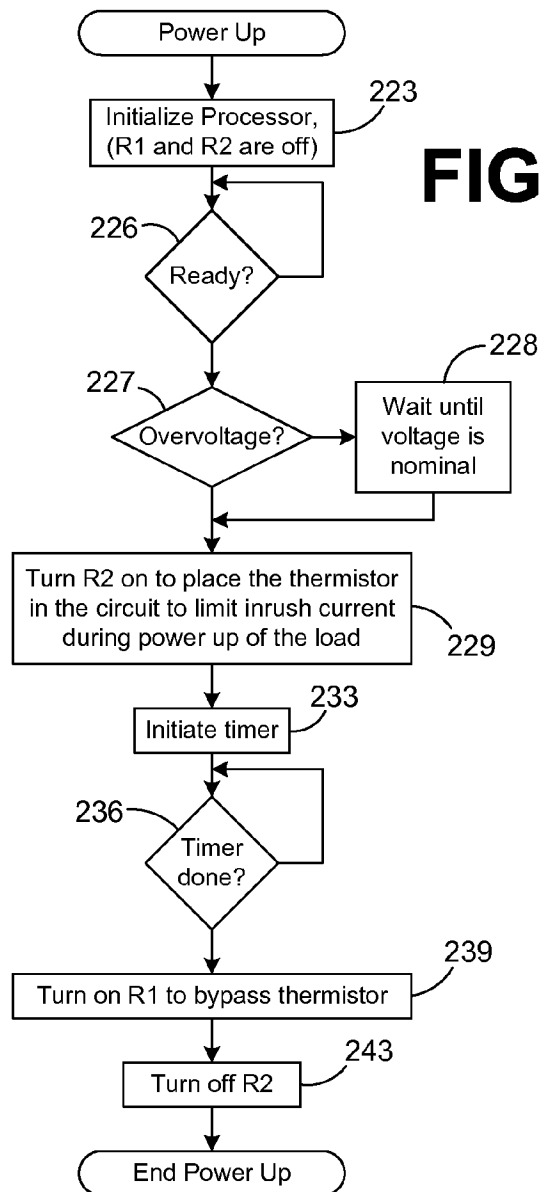 Power Up
223
Initialize Processor,
(R1 and R2 are off)
FIG
226
Ready?
228
227
Overvoltage?
Wait until
voltage is
nominal
Turn R2 on to place the thermistor
in the circuit to limit inrush current
during power up of the load
229
233
Initiate timer
236
Timer
done?
239
Turn on R1 to bypass thermistor
243
Turn off R2
End Power Up